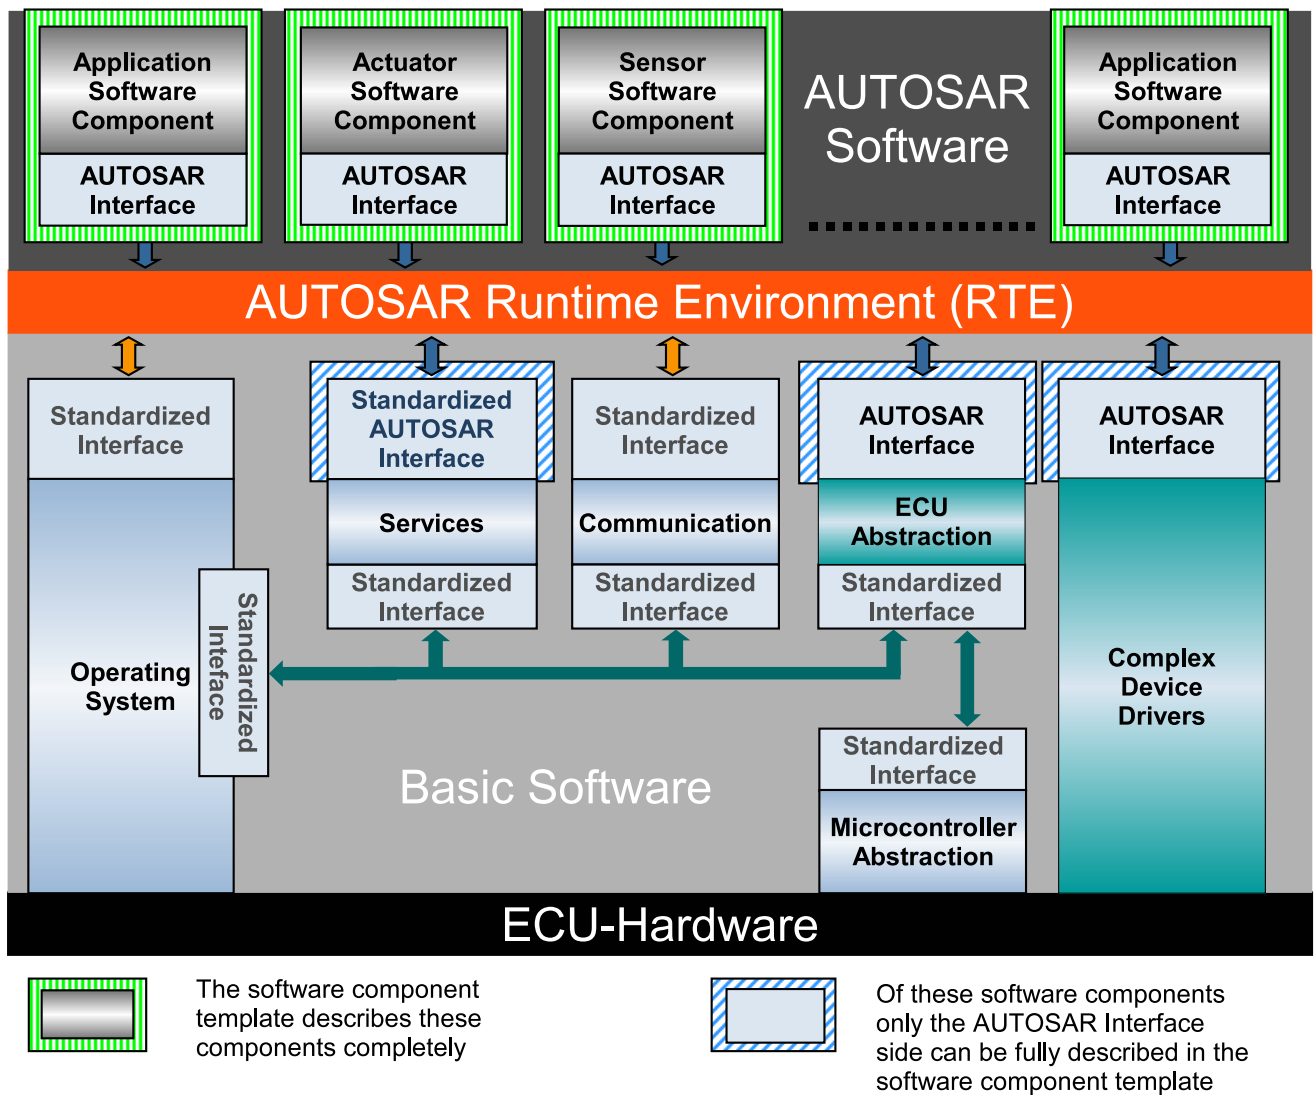 Application
Software
Component
AUTOSAR
Interface
Actuator
Software
Component
AUTOSAR
Interface
Sensor
Software
Component
AUTOSAR
Interface
AUTOSAR
Software
Application
Software
Component
AUTOSAR
Interface
AUTOSAR Runtime Environment (RTE)
Standardized
Interface
Operating
System
Standardized
Inteface
Standardized
AUTOSAR
Interface
Services
Standardized
Interface
Standardized
Interface
Communication
Standardized
Interface
AUTOSAR
Interface
ECU
Abstraction
Standardized
Interface
Standardized
Interface
Microcontroller
Abstraction
AUTOSAR
Interface
Complex
Device
Drivers
Basic Software
ECU-Hardware
The software component
template describes these
components completely
Of these software components
only the AUTOSAR Interface
side can be fully described in the
software component template